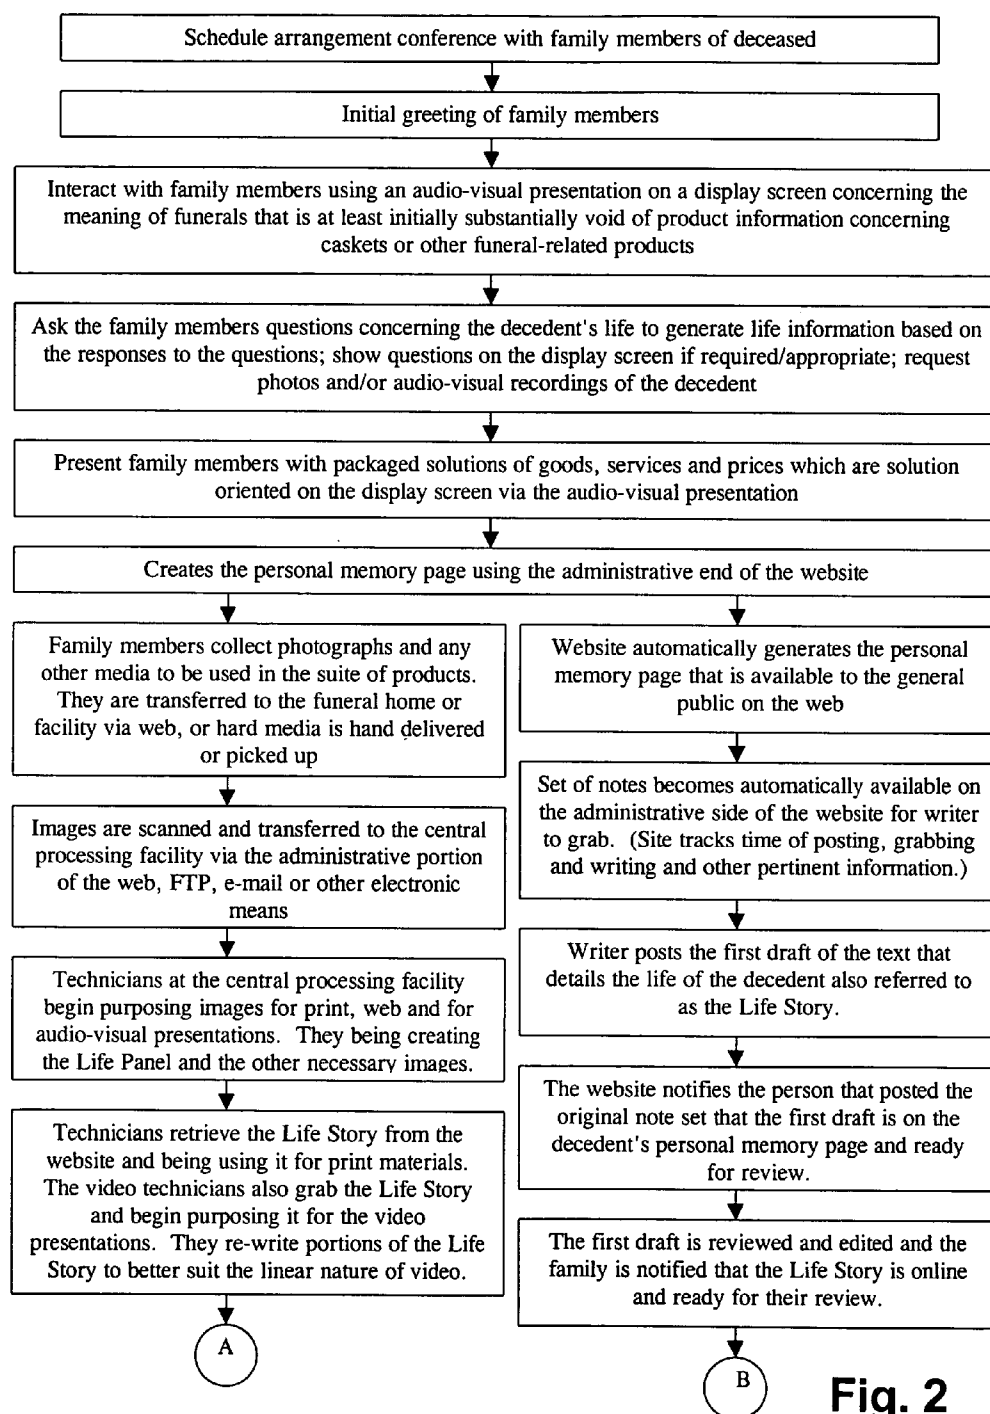 Schedule arrangement conference with family members of deceased
Initial greeting of family members
Interact with family members using an audio-visual presentation on a display screen concerning the
meaning of funerals that is at least initially substantially void of product information concerning
caskets or other funeral-related products
Ask the family members questions concerning the decedent's life to generate life information based on
the responses to the questions; show questions on the display screen if required/appropriate; request
photos and/or audio-visual recordings of the decedent
Present family members with packaged solutions of goods, services and prices which are solution
oriented on the display screen via the audio-visual presentation
Creates the personal memory page using the administrative end of the website
Family members collect photographs and any
other media to be used in the suite of products.
They are transferred to the funeral home or
facility via web, or hard media is hand delivered
or picked up
Images are scanned and transferred to the central
processing facility via the administrative portion
of the web, FTP, e-mail or other electronic
means
Technicians at the central processing facility
begin purposing images for print, web and for
audio-visual presentations.  They being creating
the Life Panel and the other necessary images.
Technicians retrieve the Life Story from the
website and being using it for print materials.
The video technicians also grab the Life Story
and begin purposing it for the video
presentations.  They re-write portions of the Life
Story to better suit the linear nature of video.
A
Website automatically generates the personal
memory page that is available to the general
public on the web
Set of notes becomes automatically available on
the administrative side of the website for writer
to grab.  (Site tracks time of posting, grabbing
and writing and other pertinent information.)
Writer posts the first draft of the text that
details the life of the decedent also referred to
as the Life Story.
The website notifies the person that posted the
original note set that the first draft is on the
decedent's personal memory page and ready
for review.
The first draft is reviewed and edited and the
family is notified that the Life Story is online
and ready for their review.
B
Fig. 2